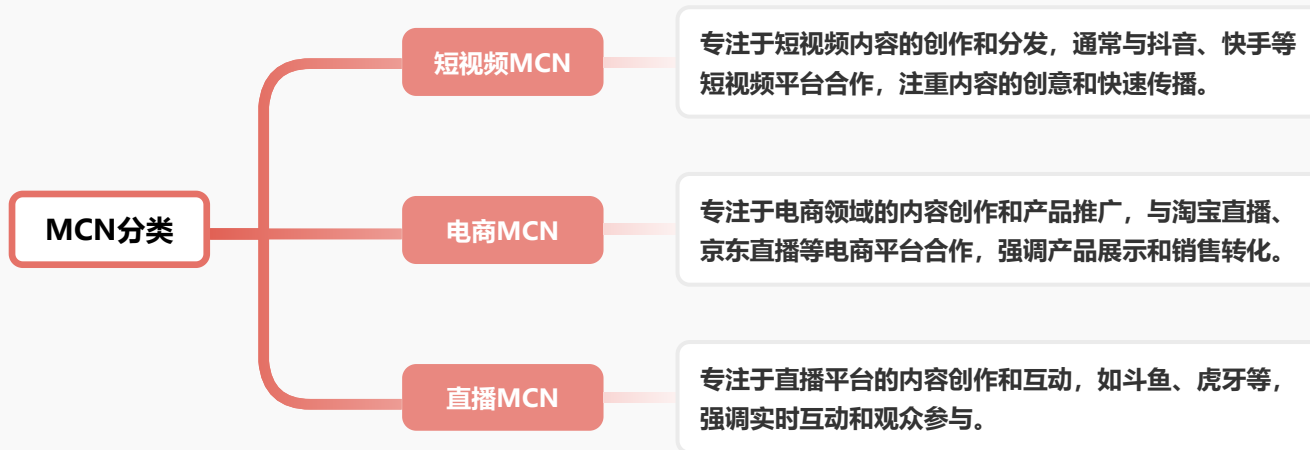 MCN分类
短视频MCN
专注于短视频内容的创作和分发，通常与抖音、快手等
短视频平台合作，注重内容的创意和快速传播。
电商MCN
专注于电商领域的内容创作和产品推广，与淘宝直播、
京东直播等电商平台合作，强调产品展示和销售转化。
直播MCN
专注于直播平台的内容创作和互动，如斗鱼、虎牙等，
强调实时互动和观众参与。